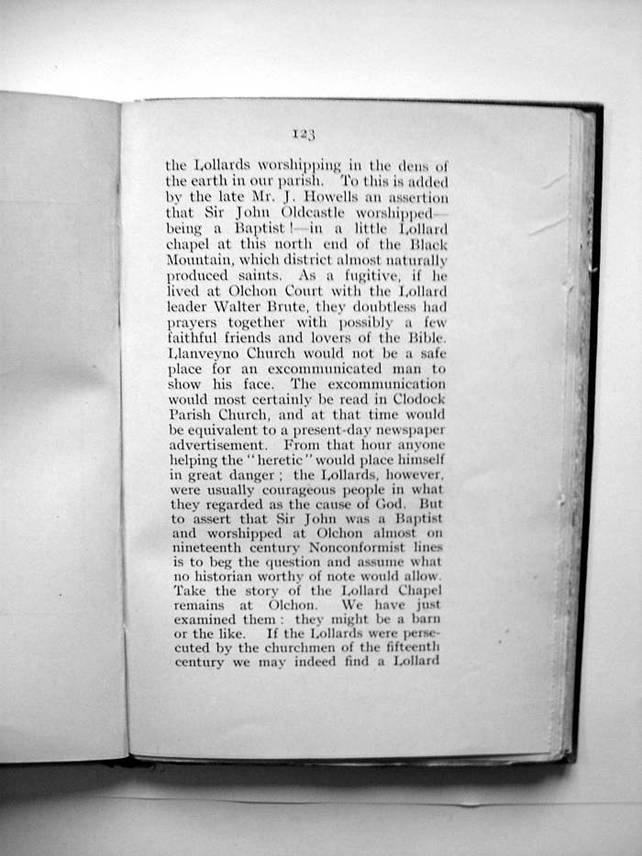 123
the Lollards worshipping in the dens of
the earth in our parish. To this is added
by the late Mr. J. Howells an assertion
that Sir John Oldcastle worshipped—
being a Baptist!—in a little Lollard
chapel at this north end of the Black
Mountain, which district almost naturally
produced saints. As a fugitive, if he
lived at Olchon Court with the Lollard
leader Walter Brute, they doubtless had
prayers together with possibly a few
faithful friends and lovers of the Bible.
Llanveyno Church would not be a safe
place for an excommunicated man to
show his face. The excommunication
would most certainly be read in Clodock
Parish Church, and at that time would
be equivalent to a present-day newspaper
advertisement. From that hour anyone
helping the "heretic" would place himself
in great danger; the Lollards, however,
were usually courageous people in what
they regarded as the cause of God. But
to assert that Sir John was a Baptist
and worshipped at Olchon almost on
nineteenth century Nonconformist lines
is to beg the question and assume what
no historian worthy of note would allow.
Take the story of the Lollard Chapel
remains at Olchon. We have just
examined them: they might be a barn
or the like. If the Lollards were perse-
cuted by the churchmen of the fifteenth
century we may indeed find a Lollard